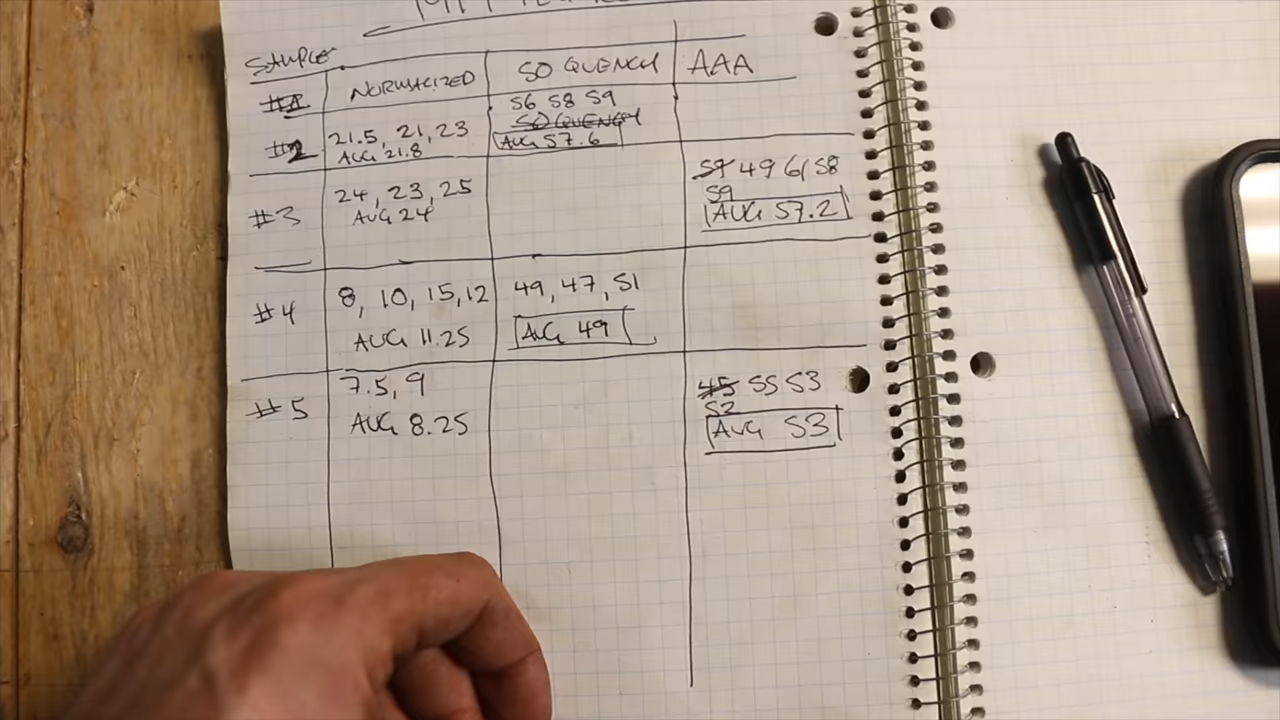 SAMPLE
NORMALIZED
50 QUENCH
AAA
#1
56 58 59
50 QUENCH
#2
21.5, 21, 23
AVG 21.8
AVG 57.6
#3
24, 23, 25
AVG 24
57 49 61 58
59
AVG 57.2
#4
8, 10, 15, 12
AVG 11.25
49, 47, 51
AVG 49
#5
7.5, 9
AVG 8.25
45 55 53
52
AVG 53